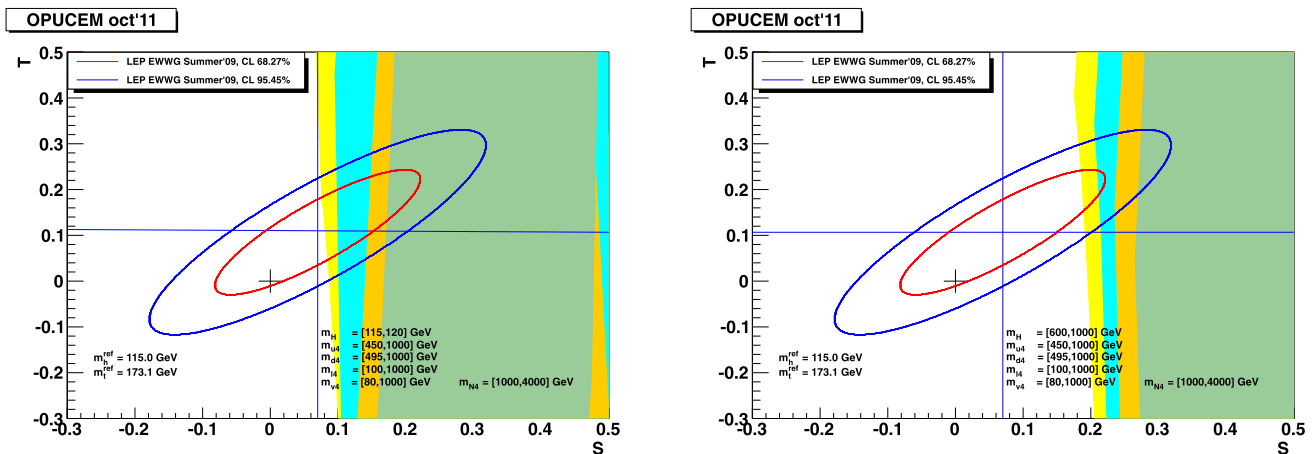 OPUCEM oct'11
T
LEP EWWG Summer'09, CL 68.27%
LEP EWWG Summer'09, CL 95.45%
0.5
0.4
0.3
0.2
0.1
0
-0.1
-0.2
-0.3
m_h^ref = 115.0 GeV
m_t^ref = 173.1 GeV
m_H = [115,120] GeV
m_u4 = [450,1000] GeV
m_d4 = [495,1000] GeV
m_l4 = [100,1000] GeV
m_v4 = [80,1000] GeV m_N4 = [1000,4000] GeV
-0.3 -0.2 -0.1 0 0.1 0.2 0.3 0.4 0.5
S
OPUCEM oct'11
T
LEP EWWG Summer'09, CL 68.27%
LEP EWWG Summer'09, CL 95.45%
0.5
0.4
0.3
0.2
0.1
0
-0.1
-0.2
-0.3
m_h^ref = 115.0 GeV
m_t^ref = 173.1 GeV
m_H = [600,1000] GeV
m_u4 = [450,1000] GeV
m_d4 = [495,1000] GeV
m_l4 = [100,1000] GeV
m_v4 = [80,1000] GeV m_N4 = [1000,4000] GeV
-0.3 -0.2 -0.1 0 0.1 0.2 0.3 0.4 0.5
S